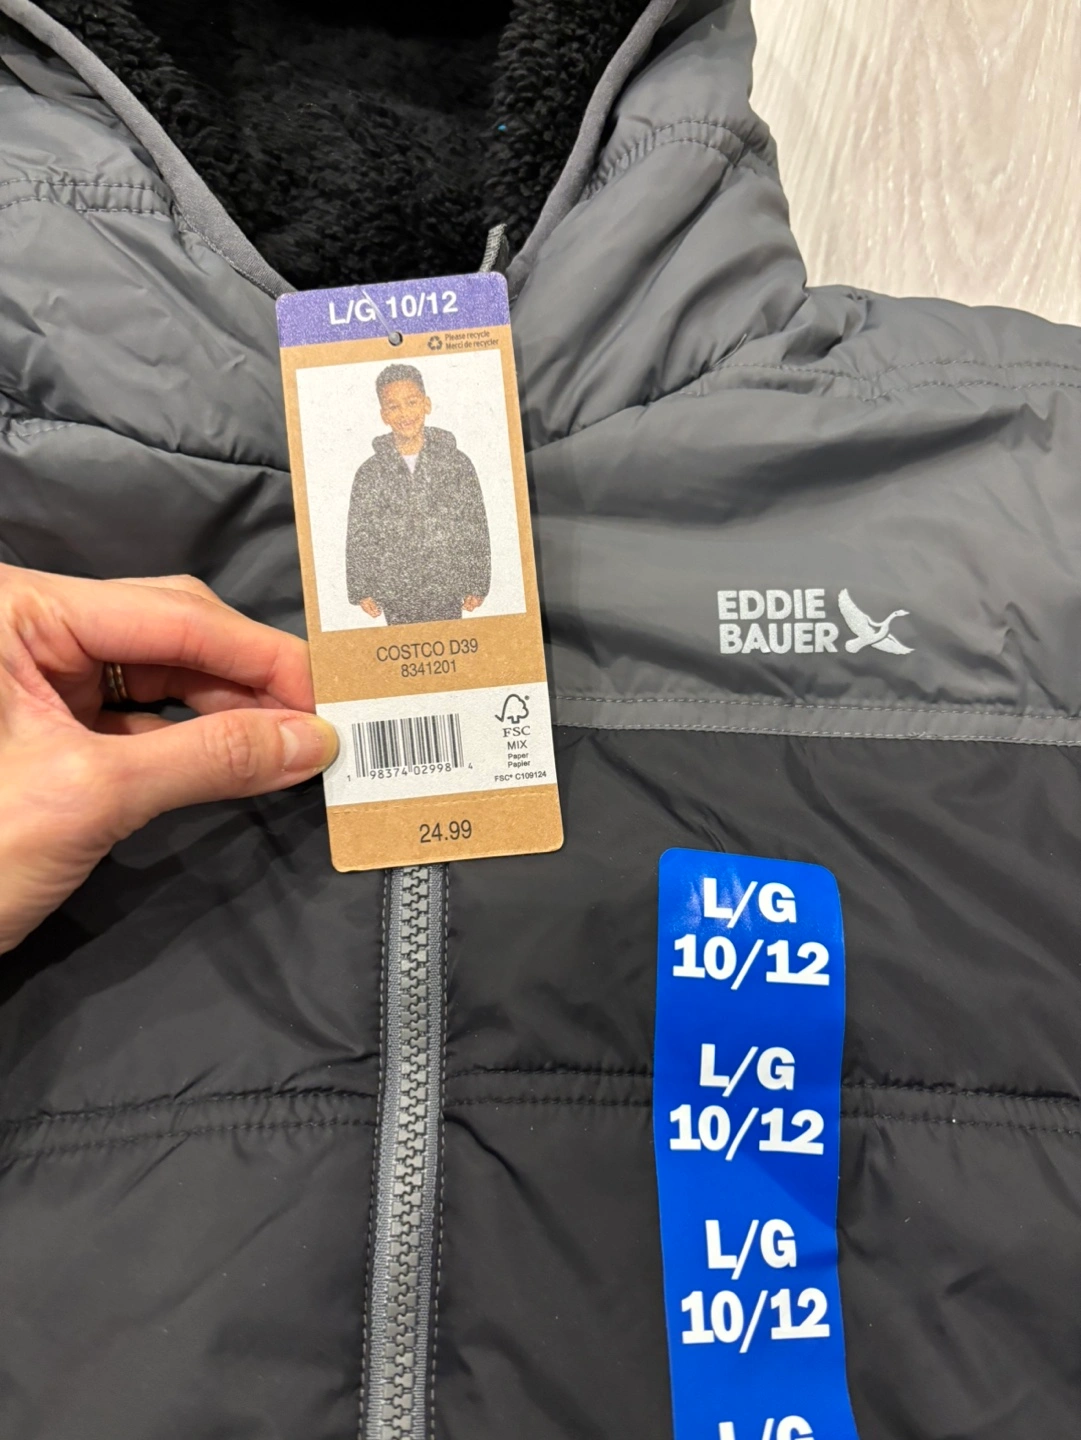 L/G 10/12
Please recycle
Merci de recycler
COSTCO D39
8341201
1 98374 02998 4
FSC
MIX
Paper
Papier
FSC® C109124
24.99
EDDIE
BAUER
L/G
10/12
L/G
10/12
L/G
10/12
L/G